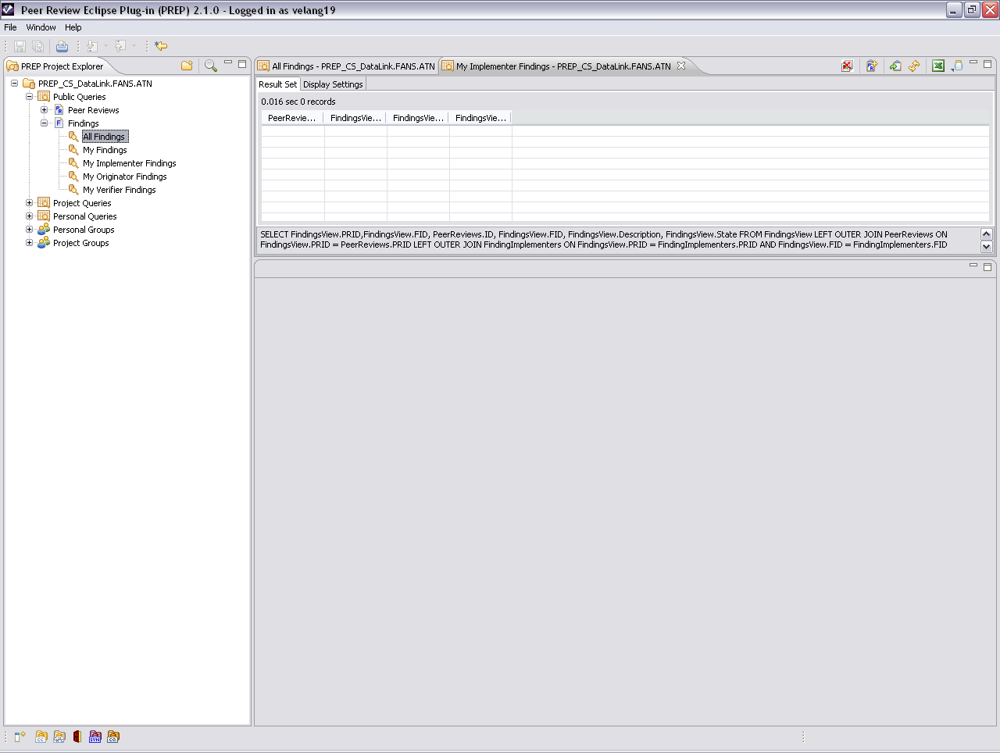 Peer Review Eclipse Plug-in (PREP) 2.1.0 - Logged in as velang19
File Window Help
PREP Project Explorer
PREP_CS_DataLink.FANS.ATN
Public Queries
Peer Reviews
Findings
All Findings
My Findings
My Implementer Findings
My Originator Findings
My Verifier Findings
Project Queries
Personal Queries
Personal Groups
Project Groups
All Findings - PREP_CS_DataLink.FANS.ATN My Implementer Findings - PREP_CS_DataLink.FANS.ATN
Result Set Display Settings
0.016 sec 0 records
PeerRevie... FindingsVie... FindingsVie... FindingsVie...
SELECT FindingsView.PRID,FindingsView.FID, PeerReviews.ID, FindingsView.FID, FindingsView.Description, FindingsView.State FROM FindingsView LEFT OUTER JOIN PeerReviews ON
FindingsView.PRID = PeerReviews.PRID LEFT OUTER JOIN FindingImplementers ON FindingsView.PRID = FindingImplementers.PRID AND FindingsView.FID = FindingImplementers.FID